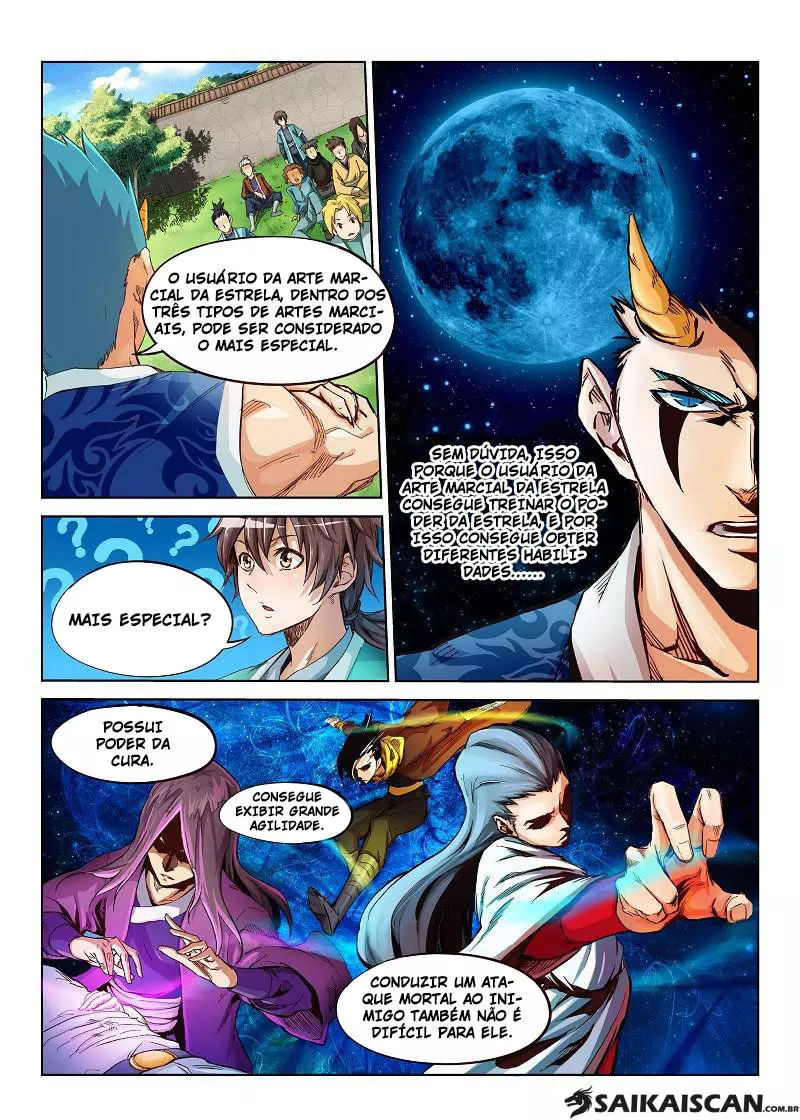 O USUÁRIO DA ARTE MAR-
CIAL DA ESTRELA, DENTRO DOS
TRÊS TIPOS DE ARTES MARCI-
AIS, PODE SER CONSIDERADO
O MAIS ESPECIAL.
SEM DÚVIDA, ISSO
PORQUE O USUÁRIO DA
ARTE MARCIAL DA ESTRELA
CONSEGUE TREINAR O PO-
DER DA ESTRELA, E POR
ISSO CONSEGUE OBTER
DIFERENTES HABILI-
DADES......
MAIS ESPECIAL?
POSSUI
PODER DA
CURA.
CONSEGUE
EXIBIR GRANDE
AGILIDADE.
CONDUZIR UM ATA-
QUE MORTAL AO INI-
MIGO TAMBÉM NÃO É
DIFÍCIL PARA ELE.
SAIKAISCAN.COM.BR